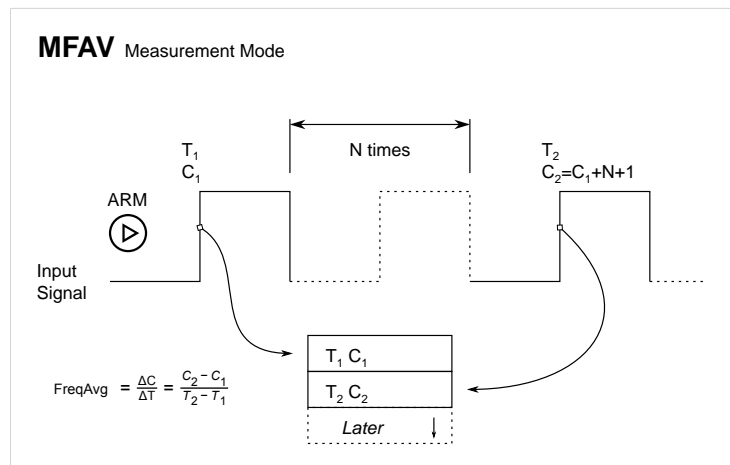 MFAV Measurement Mode
N times
T₁
C₁
T₂
C₂=C₁+N+1
ARM
Input
Signal
T₁ C₁
T₂ C₂
Later
FreqAvg = ΔC/ΔT = C₂ − C₁/T₂ − T₁